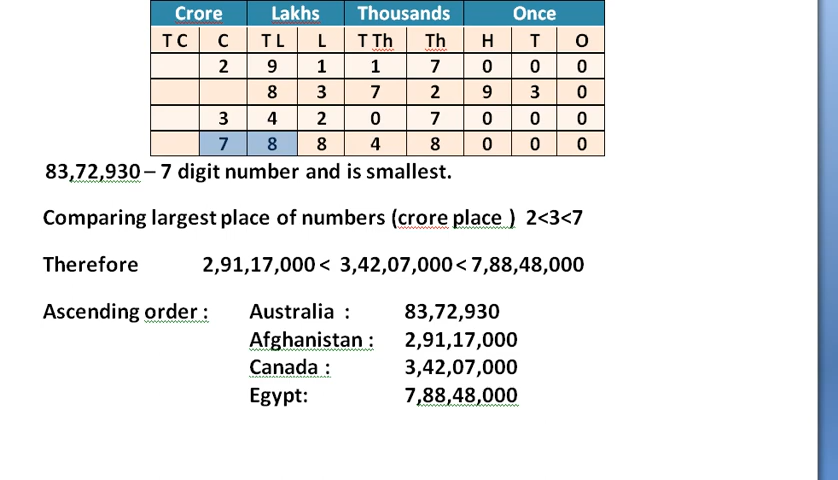 Crore Lakhs Thousands Once
T C C T L L T Th Th H T O
2 9 1 1 7 0 0 0
8 3 7 2 9 3 0
3 4 2 0 7 0 0 0
7 8 8 4 8 0 0 0
83,72,930 – 7 digit number and is smallest.
Comparing largest place of numbers (crore place ) 2<3<7
Therefore 2,91,17,000 < 3,42,07,000 < 7,88,48,000
Ascending order : Australia : 83,72,930
Afghanistan : 2,91,17,000
Canada : 3,42,07,000
Egypt: 7,88,48,000